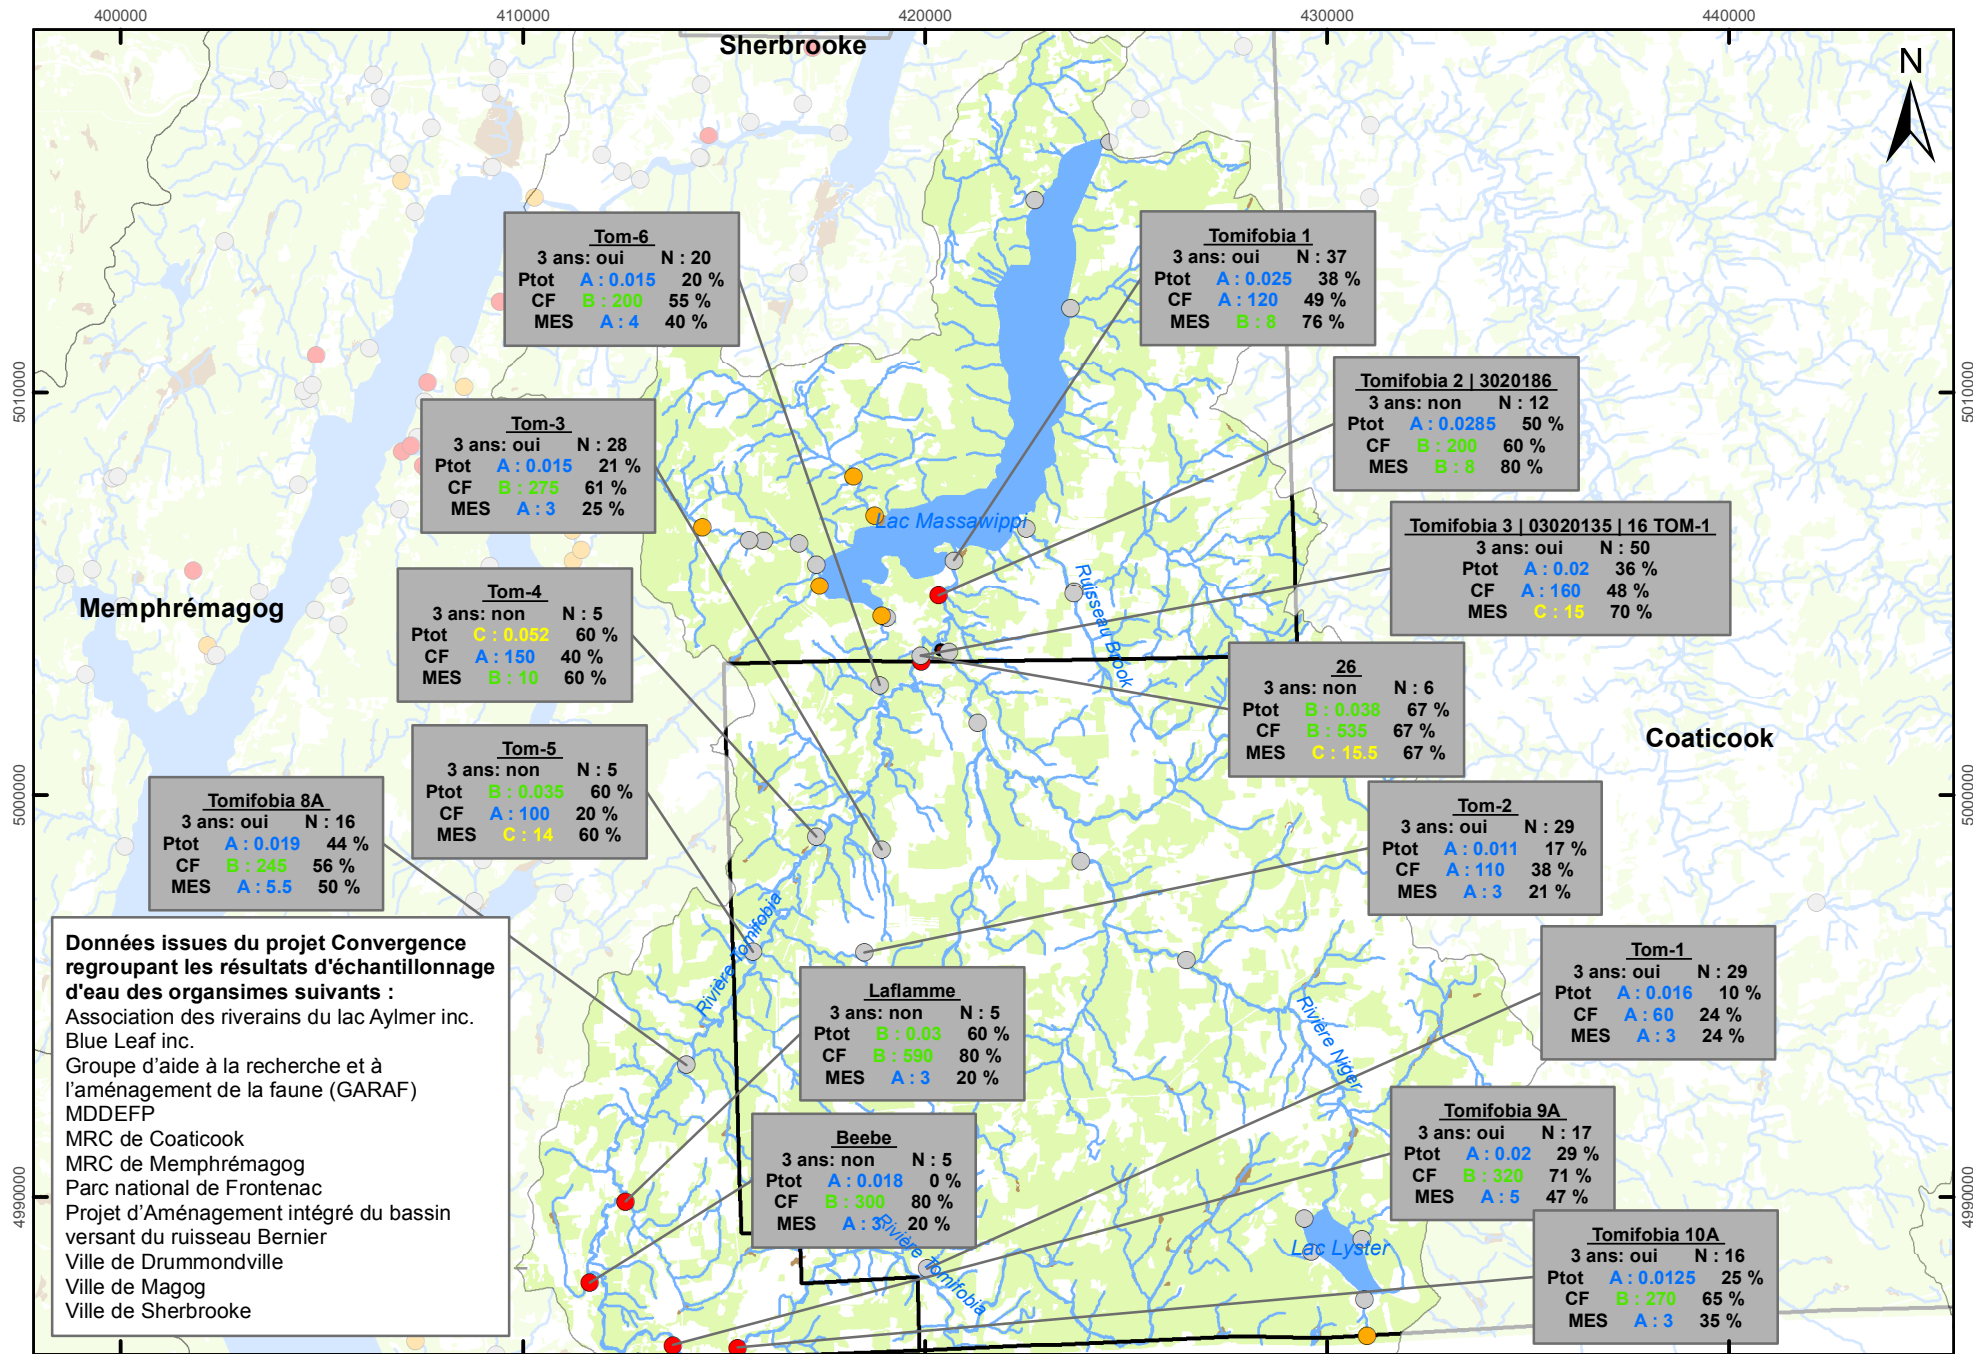 400000
410000
420000
430000
440000
Sherbrooke
N
Tom-6
3 ans: oui N : 20
Ptot A : 0.015 20 %
CF B : 200 55 %
MES A : 4 40 %
Tomifobia 1
3 ans: oui N : 37
Ptot A : 0.025 38 %
CF A : 120 49 %
MES B : 8 76 %
5010000
5010000
Tomifobia 2 | 3020186
3 ans: non N : 12
Ptot A : 0.0285 50 %
CF B : 200 60 %
MES B : 8 80 %
Tom-3
3 ans: oui N : 28
Ptot A : 0.015 21 %
CF B : 275 61 %
MES A : 3 25 %
Lac Massawippi
Tomifobia 3 | 03020135 | 16 TOM-1
3 ans: oui N : 50
Ptot A : 0.02 36 %
CF A : 160 48 %
MES C : 15 70 %
Memphrémagog
Tom-4
3 ans: non N : 5
Ptot C : 0.052 60 %
CF A : 150 40 %
MES B : 10 60 %
Ruisseau Brook
26
3 ans: non N : 6
Ptot B : 0.038 67 %
CF B : 535 67 %
MES C : 15.5 67 %
Coaticook
Tom-5
3 ans: non N : 5
Ptot B : 0.035 60 %
CF A : 100 20 %
MES C : 14 60 %
5000000
5000000
Tomifobia 8A
3 ans: oui N : 16
Ptot A : 0.019 44 %
CF B : 245 56 %
MES A : 5.5 50 %
Tom-2
3 ans: oui N : 29
Ptot A : 0.011 17 %
CF A : 110 38 %
MES A : 3 21 %
Rivière Tomifobia
Tom-1
3 ans: oui N : 29
Ptot A : 0.016 10 %
CF A : 60 24 %
MES A : 3 24 %
Laflamme
3 ans: non N : 5
Ptot B : 0.03 60 %
CF B : 590 80 %
MES A : 3 20 %
Rivière Niger
Tomifobia 9A
3 ans: oui N : 17
Ptot A : 0.02 29 %
CF B : 320 71 %
MES A : 5 47 %
Beebe
3 ans: non N : 5
Ptot A : 0.018 0 %
CF B : 300 80 %
MES A : 3 20 %
4990000
4990000
Rivière Tomifobia
Lac Lyster
Tomifobia 10A
3 ans: oui N : 16
Ptot A : 0.0125 25 %
CF B : 270 65 %
MES A : 3 35 %
Données issues du projet Convergence
regroupant les résultats d'échantillonnage
d'eau des organsimes suivants :
Association des riverains du lac Aylmer inc.
Blue Leaf inc.
Groupe d'aide à la recherche et à
l'aménagement de la faune (GARAF)
MDDEFP
MRC de Coaticook
MRC de Memphrémagog
Parc national de Frontenac
Projet d'Aménagement intégré du bassin
versant du ruisseau Bernier
Ville de Drummondville
Ville de Magog
Ville de Sherbrooke